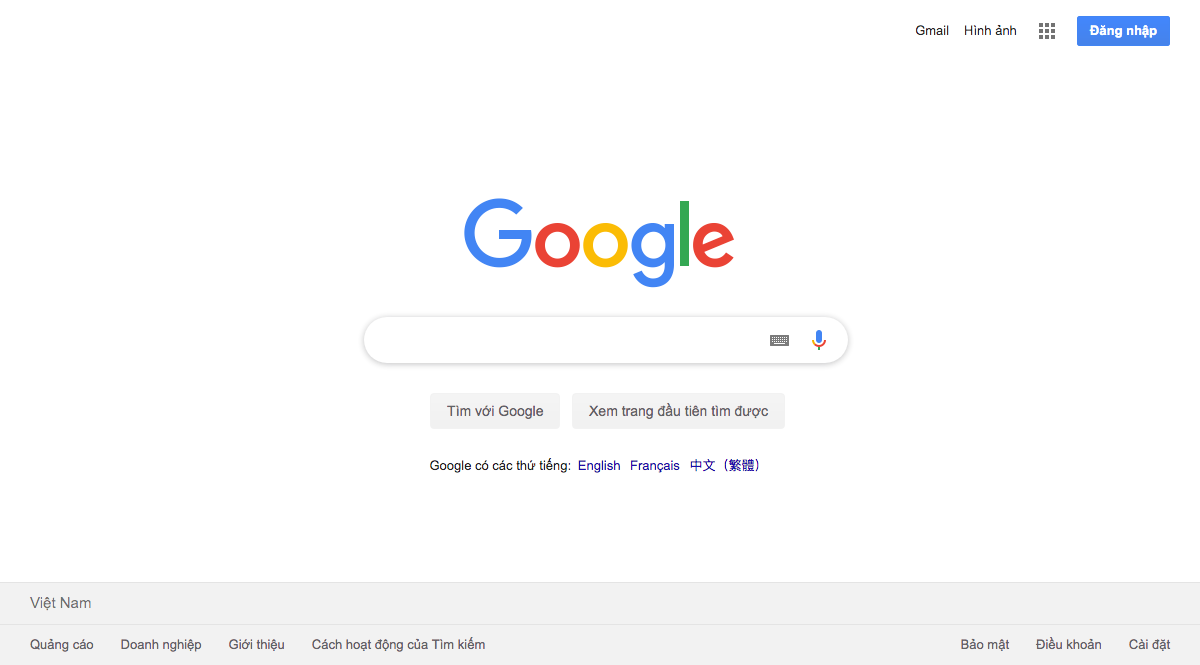 Gmail Hình ảnh Đăng nhập
Google
Tìm với Google Xem trang đầu tiên tìm được
Google có các thứ tiếng: English Français 中文（繁體）
Việt Nam
Quảng cáo Doanh nghiệp Giới thiệu Cách hoạt động của Tìm kiếm Bảo mật Điều khoản Cài đặt